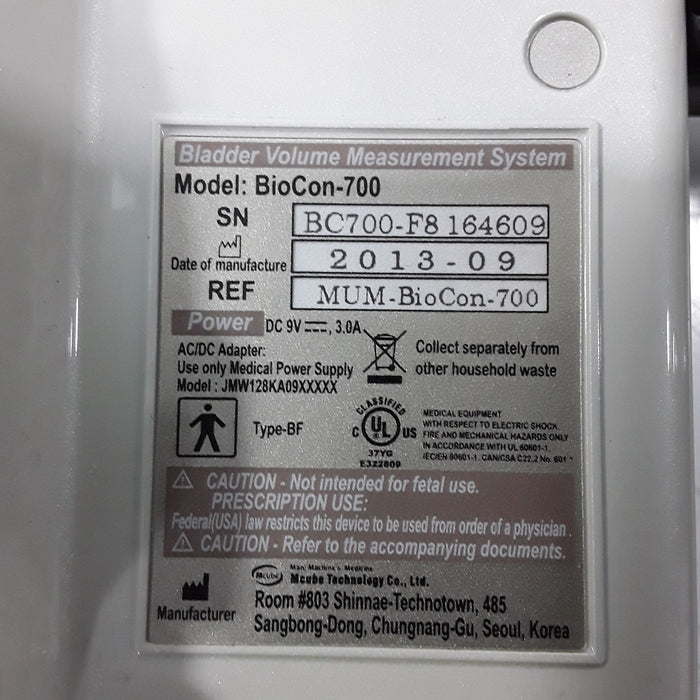 Bladder Volume Measurement System
Model: BioCon-700
SN BC700-F8 164609
Date of manufacture 2013-09
REF MUM-BioCon-700
Power DC 9V ⎓, 3.0A
AC/DC Adapter:
Use only Medical Power Supply
Model : JMW128KA09XXXXX
Collect separately from
other household waste
Type-BF
CLASSIFIED
C UL US
37YG
E322809
MEDICAL EQUIPMENT
WITH RESPECT TO ELECTRIC SHOCK
FIRE AND MECHANICAL HAZARDS ONLY
IN ACCORDANCE WITH UL 60601-1,
IEC/EN 60601-1, CAN/CSA C22.2 No. 601
CAUTION - Not intended for fetal use.
PRESCRIPTION USE:
Federal(USA) law restricts this device to be used from order of a physician.
CAUTION - Refer to the accompanying documents.
Man, Machine & Medicine
Mcube Mcube Technology Co., Ltd.
Manufacturer
Room #803 Shinnae-Technotown, 485
Sangbong-Dong, Chungnang-Gu, Seoul, Korea